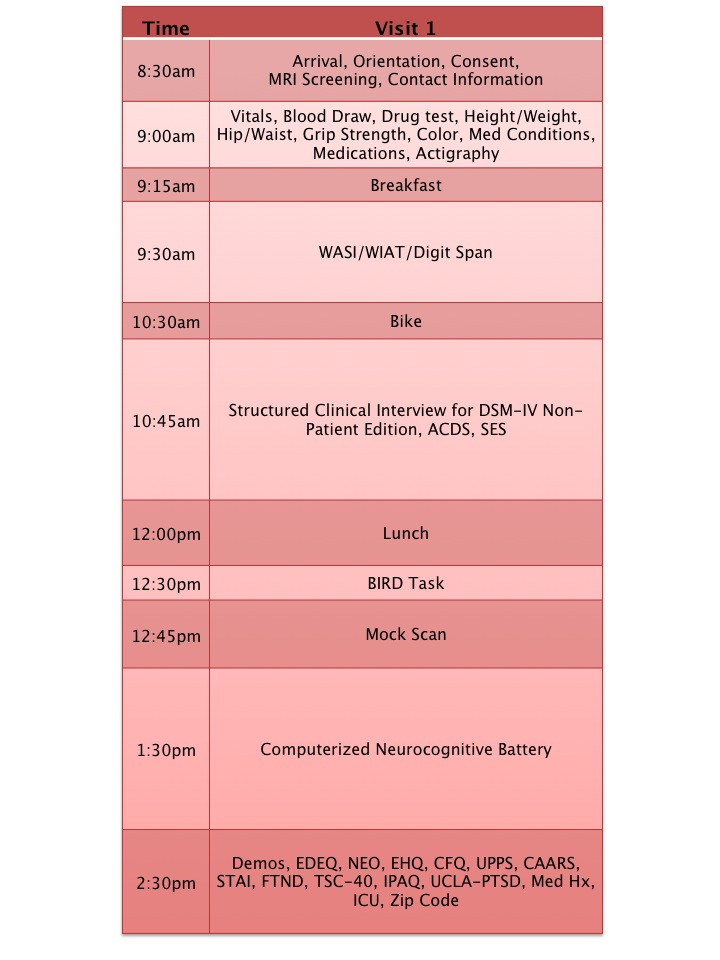 Time Visit 1
8:30am Arrival, Orientation, Consent,
MRI Screening, Contact Information
9:00am Vitals, Blood Draw, Drug test, Height/Weight,
Hip/Waist, Grip Strength, Color, Med Conditions,
Medications, Actigraphy
9:15am Breakfast
9:30am WASI/WIAT/Digit Span
10:30am Bike
10:45am Structured Clinical Interview for DSM-IV Non-
Patient Edition, ACDS, SES
12:00pm Lunch
12:30pm BIRD Task
12:45pm Mock Scan
1:30pm Computerized Neurocognitive Battery
2:30pm Demos, EDEQ, NEO, EHQ, CFQ, UPPS, CAARS,
STAI, FTND, TSC-40, IPAQ, UCLA-PTSD, Med Hx,
ICU, Zip Code